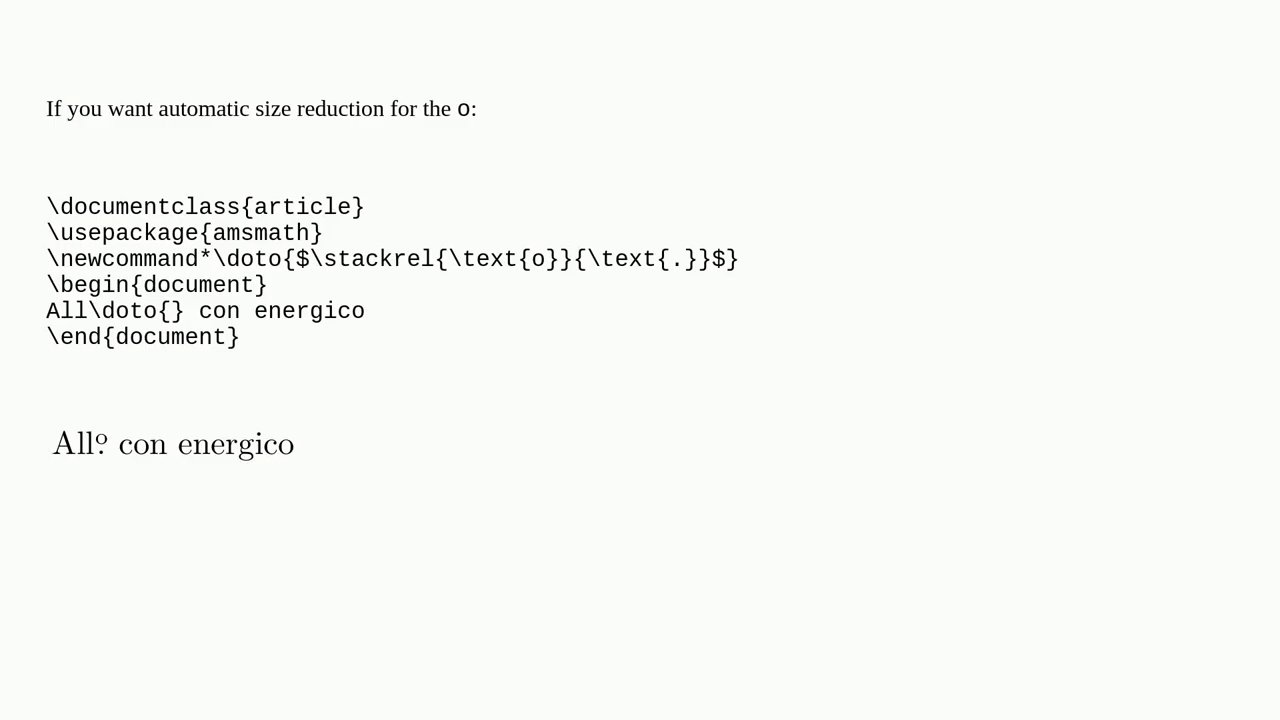 If you want automatic size reduction for the o:
\documentclass{article}
\usepackage{amsmath}
\newcommand*\doto{$\stackrel{\text{o}}{\text{.}}$}
\begin{document}
All\doto{} con energico
\end{document}
Allº. con energico